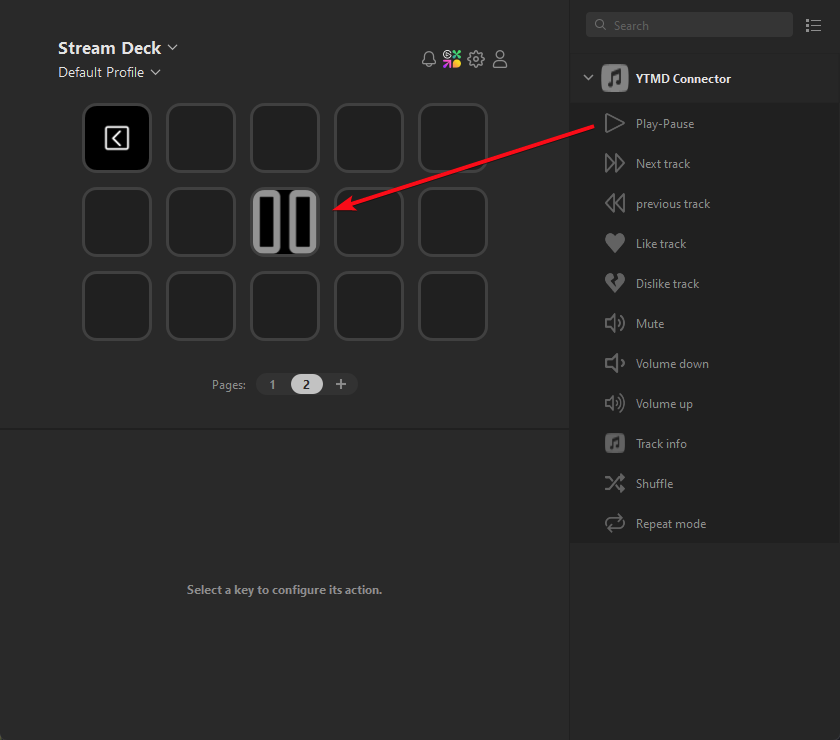 Stream Deck
Default Profile
Pages: 1 2 +
Select a key to configure its action.
Search
YTMD Connector
Play-Pause
Next track
previous track
Like track
Dislike track
Mute
Volume down
Volume up
Track info
Shuffle
Repeat mode